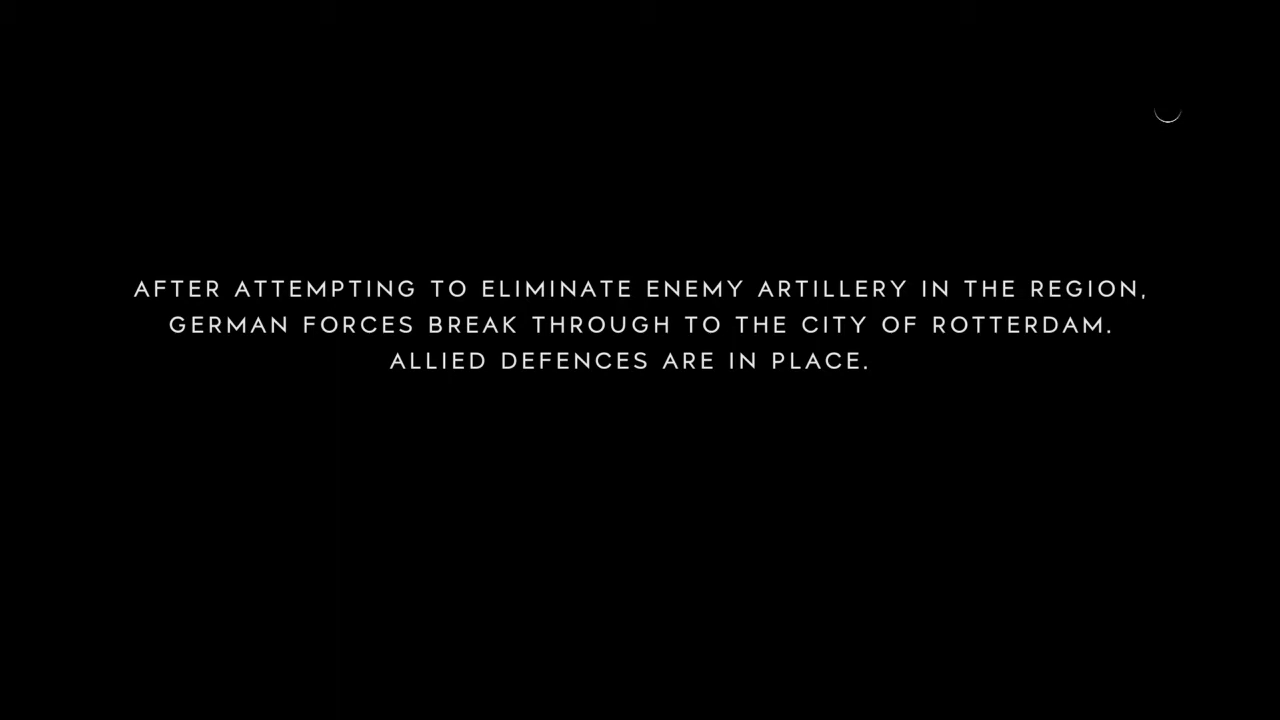 AFTER ATTEMPTING TO ELIMINATE ENEMY ARTILLERY IN THE REGION,
GERMAN FORCES BREAK THROUGH TO THE CITY OF ROTTERDAM.
ALLIED DEFENCES ARE IN PLACE.